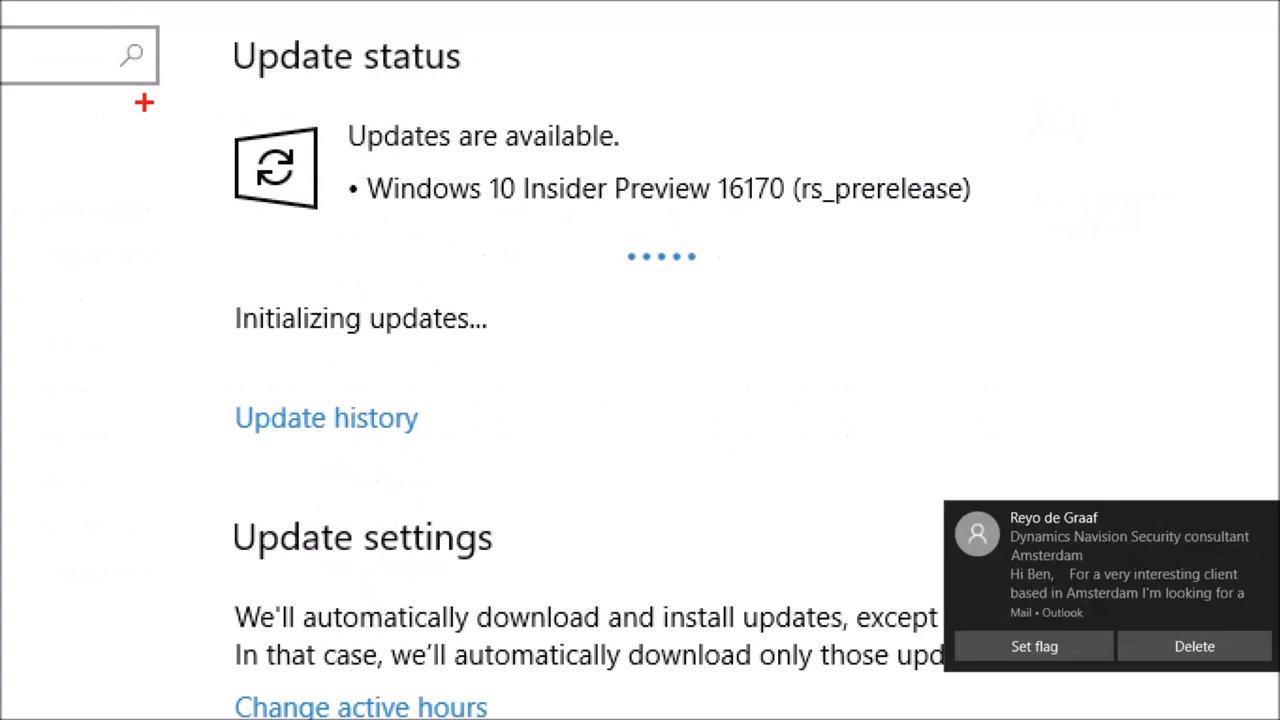 Update status
Updates are available.
• Windows 10 Insider Preview 16170 (rs_prerelease)
Initializing updates...
Update history
Update settings
We'll automatically download and install updates, except
In that case, we'll automatically download only those upd
Change active hours
Reyo de Graaf
Dynamics Navision Security consultant
Amsterdam
Hi Ben, For a very interesting client
based in Amsterdam I'm looking for a
Mail • Outlook
Set flag
Delete